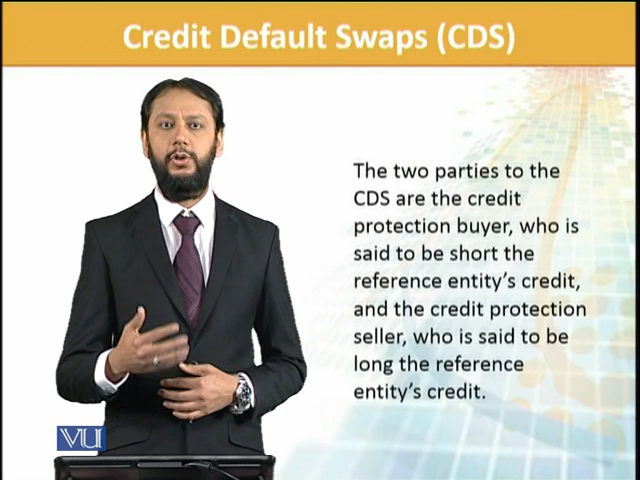 Credit Default Swaps (CDS)
The two parties to the
CDS are the credit
protection buyer, who is
said to be short the
reference entity's credit,
and the credit protection
seller, who is said to be
long the reference
entity's credit.
VU